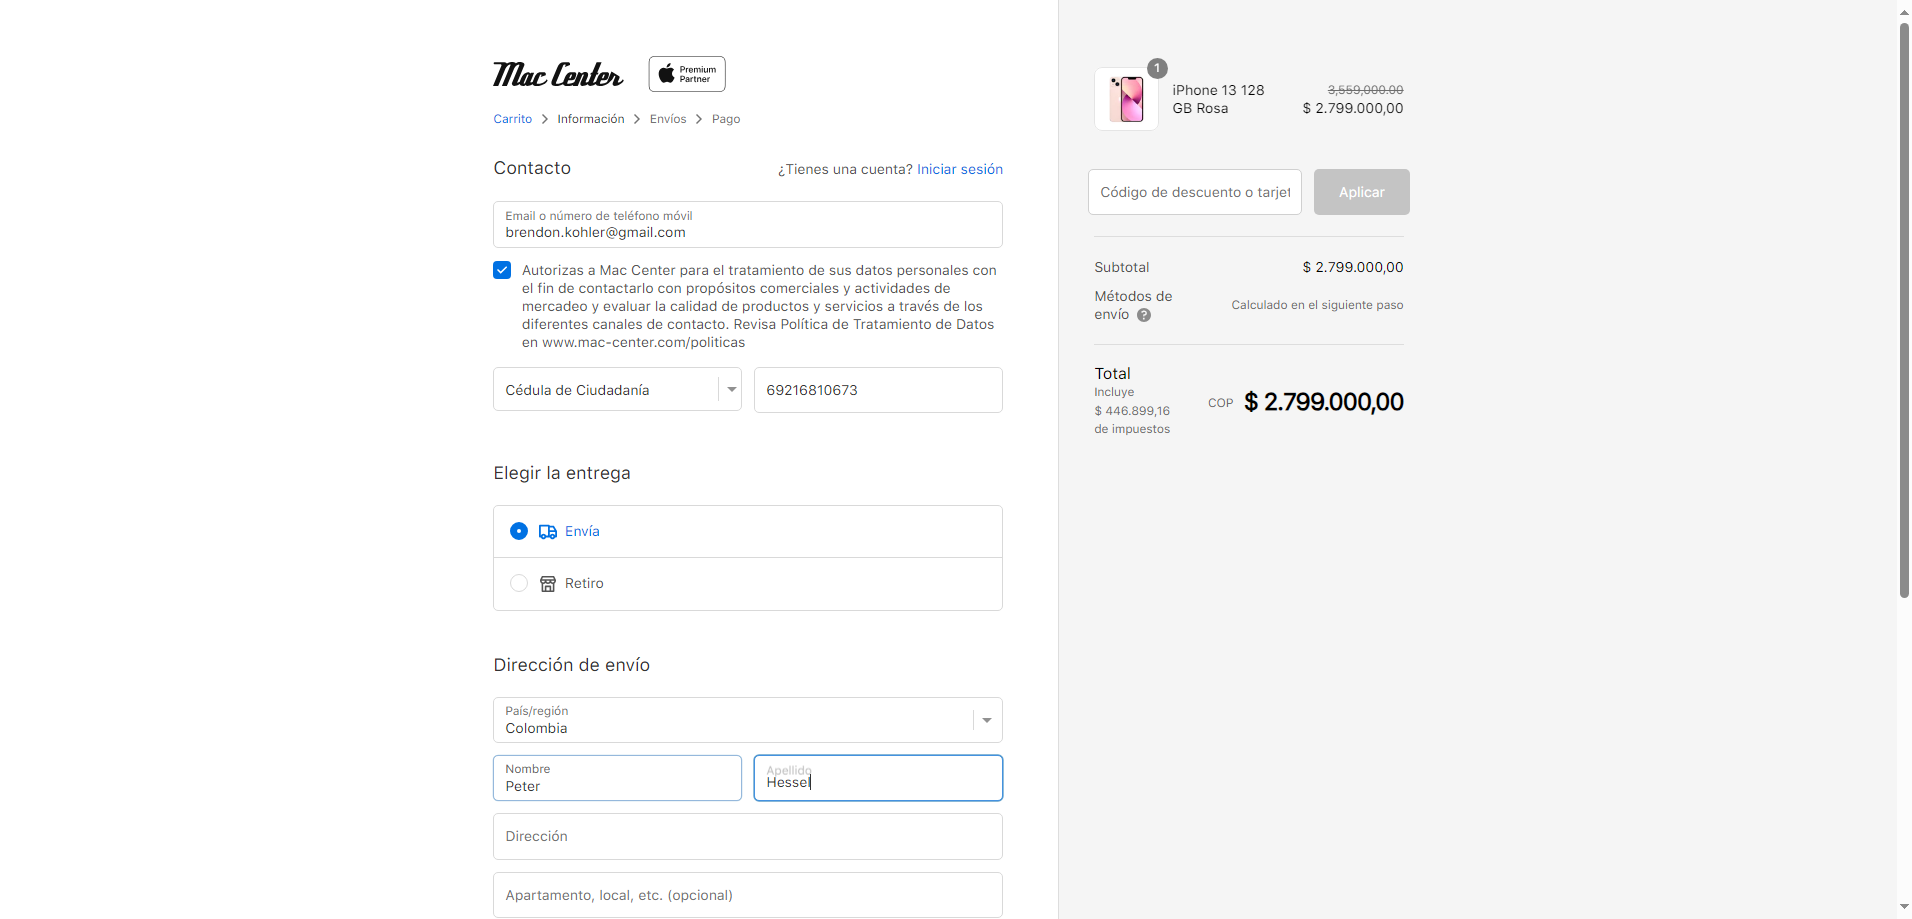 Mac Center
Premium
Partner
Carrito > Información > Envíos > Pago
Contacto
¿Tienes una cuenta? Iniciar sesión
Email o número de teléfono móvil
brendon.kohler@gmail.com
Autorizas a Mac Center para el tratamiento de sus datos personales con
el fin de contactarlo con propósitos comerciales y actividades de
mercadeo y evaluar la calidad de productos y servicios a través de los
diferentes canales de contacto. Revisa Política de Tratamiento de Datos
en www.mac-center.com/politicas
Cédula de Ciudadanía
69216810673
Elegir la entrega
Envía
Retiro
Dirección de envío
País/región
Colombia
Nombre
Peter
Apellido
Hessel
Dirección
Apartamento, local, etc. (opcional)
1
iPhone 13 128
GB Rosa
3,559,000.00
$ 2.799.000,00
Código de descuento o tarjet
Aplicar
Subtotal
$ 2.799.000,00
Métodos de
envío ?
Calculado en el siguiente paso
Total
Incluye
$ 446.899,16
de impuestos
COP $ 2.799.000,00